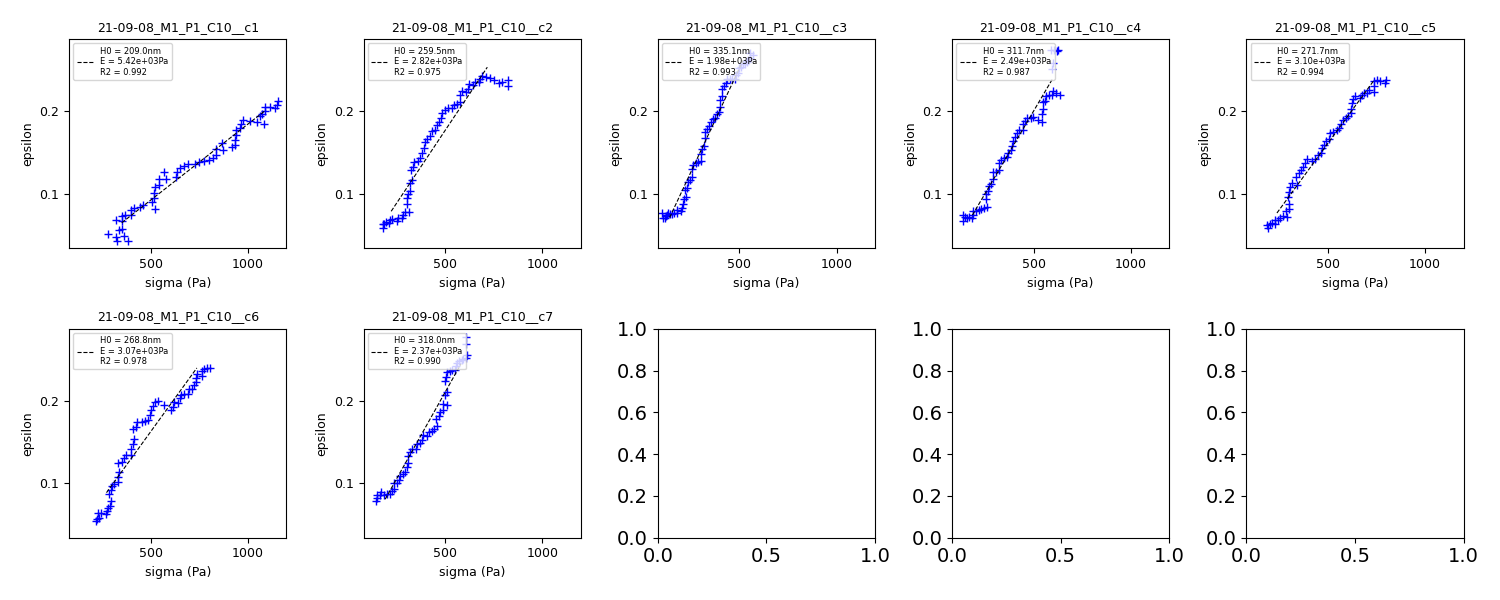 21-09-08_M1_P1_C10__c1
H0 = 209.0nm
E = 5.42e+03Pa
R2 = 0.992
0.2
0.1
epsilon
500
1000
sigma (Pa)
21-09-08_M1_P1_C10__c2
H0 = 259.5nm
E = 2.82e+03Pa
R2 = 0.975
0.2
0.1
epsilon
500
1000
sigma (Pa)
21-09-08_M1_P1_C10__c3
H0 = 335.1nm
E = 1.98e+03Pa
R2 = 0.993
0.2
0.1
epsilon
500
1000
sigma (Pa)
21-09-08_M1_P1_C10__c4
H0 = 311.7nm
E = 2.49e+03Pa
R2 = 0.987
0.2
0.1
epsilon
500
1000
sigma (Pa)
21-09-08_M1_P1_C10__c5
H0 = 271.7nm
E = 3.10e+03Pa
R2 = 0.994
0.2
0.1
epsilon
500
1000
sigma (Pa)
21-09-08_M1_P1_C10__c6
H0 = 268.8nm
E = 3.07e+03Pa
R2 = 0.978
0.2
0.1
epsilon
500
1000
sigma (Pa)
21-09-08_M1_P1_C10__c7
H0 = 318.0nm
E = 2.37e+03Pa
R2 = 0.990
0.2
0.1
epsilon
500
1000
sigma (Pa)
1.0
0.8
0.6
0.4
0.2
0.0
0.0
0.5
1.0
1.0
0.8
0.6
0.4
0.2
0.0
0.0
0.5
1.0
1.0
0.8
0.6
0.4
0.2
0.0
0.0
0.5
1.0